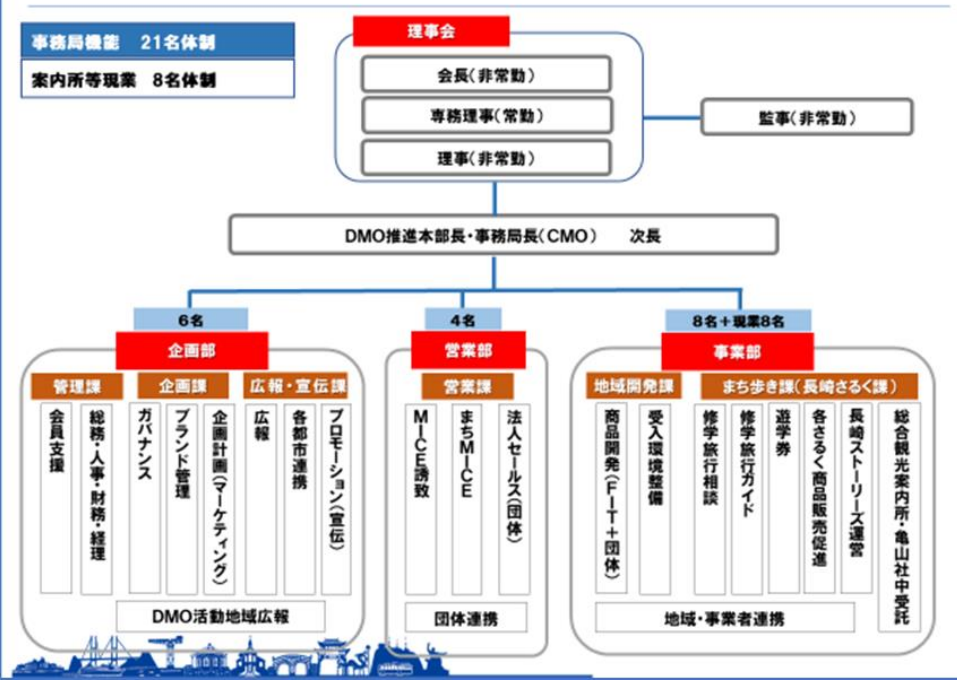 事務局機能　21名体制
案内所等現業　8名体制
理事会
会長(非常勤)
専務理事(常勤)
理事(非常勤)
監事(非常勤)
DMO推進本部長・事務局長(CMO)　次長
6名
企画部
管理課
会員支援
総務・人事・財務・経理
企画課
ガバナンス
ブランド管理
企画計画(マーケティング)
広報・宣伝課
広報
各都市連携
プロモーション(宣伝)
DMO活動地域広報
4名
営業部
営業課
MICE誘致
まちMICE
法人セールス(団体)
団体連携
8名＋現業8名
事業部
地域開発課
商品開発(FIT＋団体)
受入環境整備
まち歩き課(長崎さるく課)
修学旅行相談
修学旅行ガイド
遊学券
各さるく商品販売促進
長崎ストーリーズ運営
総合観光案内所・亀山社中受託
地域・事業者連携